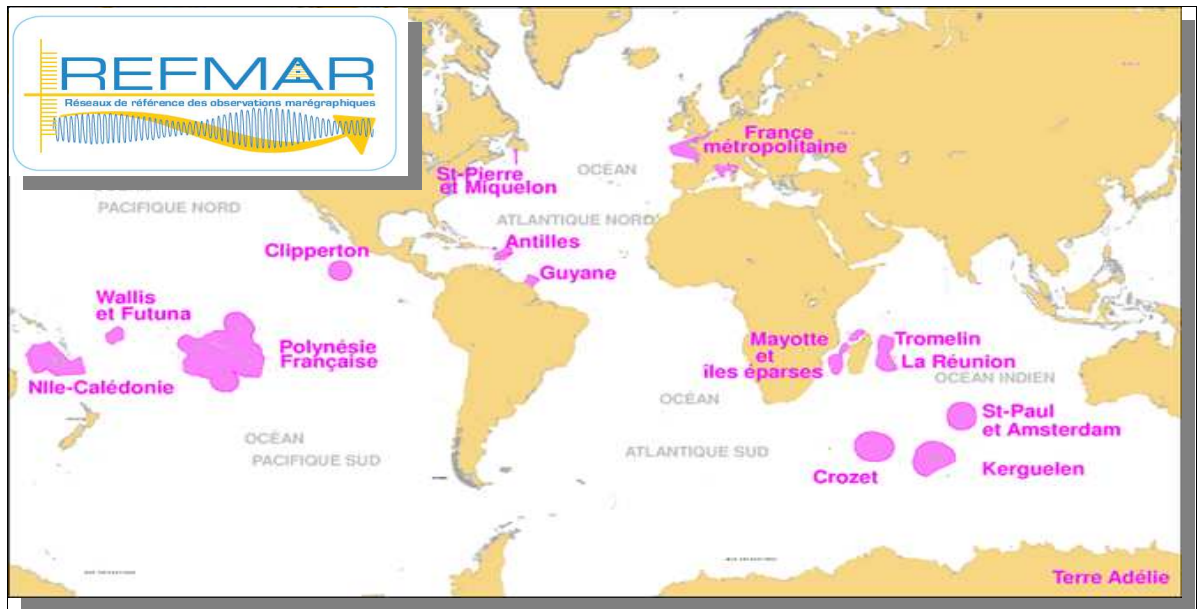 REFMAR
Réseaux de référence des observations marégraphiques
France
métropolitaine
OCÉAN
St-Pierre
et Miquelon
PACIFIQUE NORD
ATLANTIQUE NORD
Antilles
Clipperton
Guyane
Wallis
et Futuna
Polynésie
Française
Nlle-Calédonie
Mayotte
et
îles éparses
Tromelin
La Réunion
OCÉAN INDIEN
OCÉAN
ATLANTIQUE SUD
St-Paul
et Amsterdam
OCÉAN
PACIFIQUE SUD
Crozet
Kerguelen
Terre Adélie